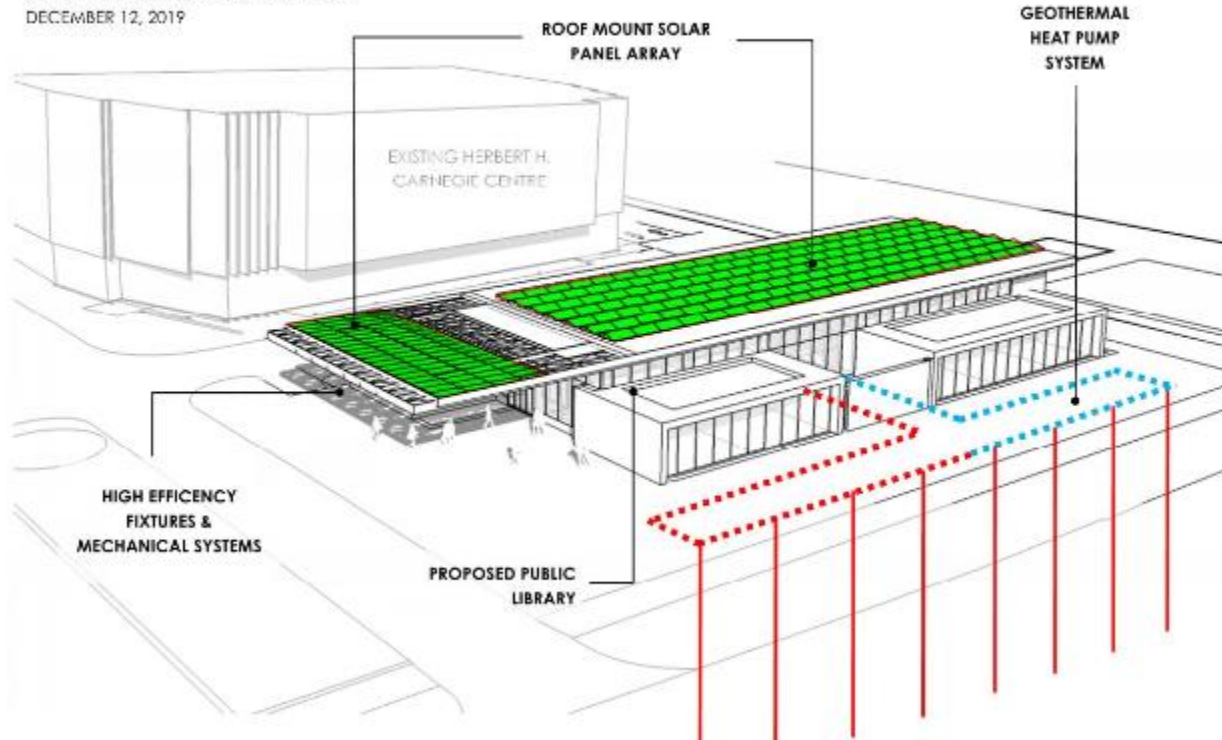 DECEMBER 12, 2019
ROOF MOUNT SOLAR
PANEL ARRAY
GEOTHERMAL
HEAT PUMP
SYSTEM
EXISTING HERBERT H.
CARNEGIE CENTRE
HIGH EFFICENCY
FIXTURES &
MECHANICAL SYSTEMS
PROPOSED PUBLIC
LIBRARY